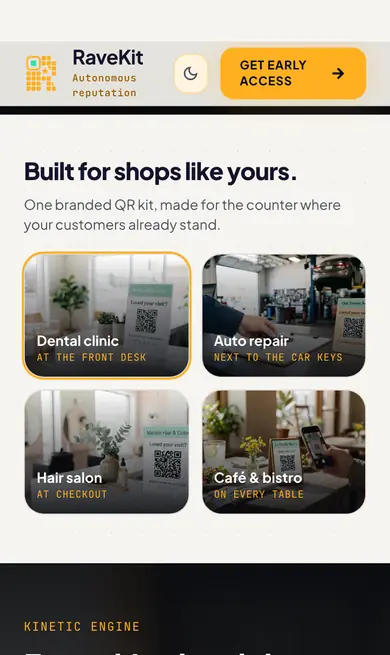 RaveKit
Autonomous
reputation
GET EARLY
ACCESS
Built for shops like yours.
One branded QR kit, made for the counter where
your customers already stand.
Loved your visit?
Dental clinic
AT THE FRONT DESK
Auto repair
NEXT TO THE CAR KEYS
Loved your visit?
Hair salon
AT CHECKOUT
Café & bistro
ON EVERY TABLE
KINETIC ENGINE